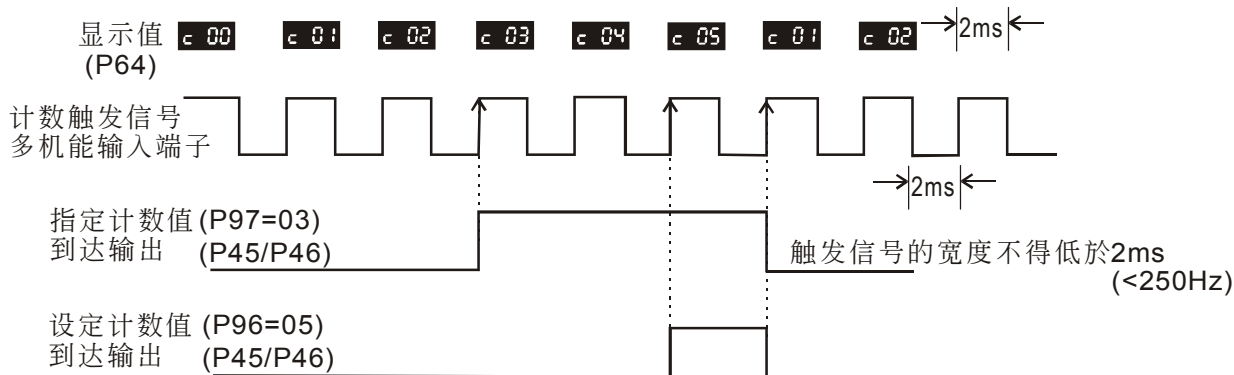 显示值 c 00 c 01 c 02 c 03 c 04 c 05 c 01 c 02 2ms
(P64)
计数触发信号
多机能输入端子
2ms
指定计数值(P97=03)
到达输出 (P45/P46)
触发信号的宽度不得低於2ms
(<250Hz)
设定计数值(P96=05)
到达输出 (P45/P46)